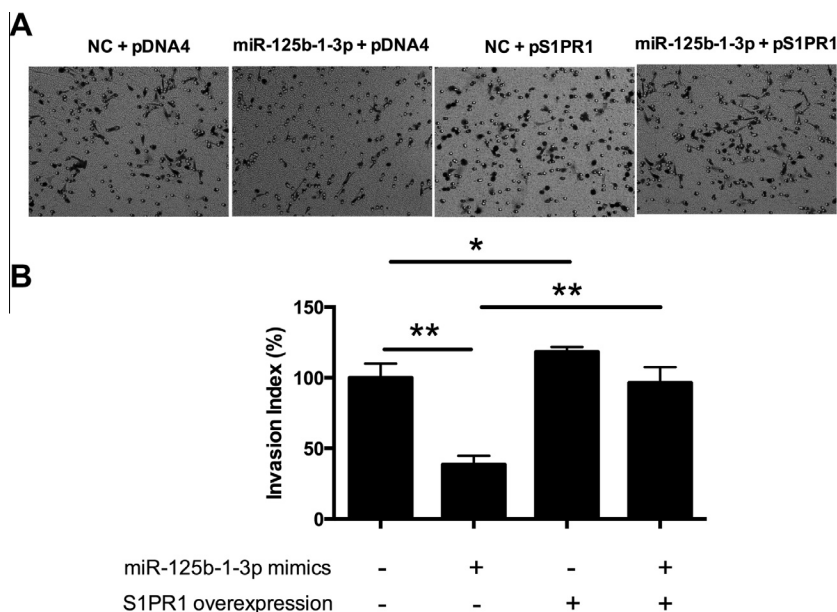 A
NC + pDNA4 miR-125b-1-3p + pDNA4 NC + pS1PR1 miR-125b-1-3p + pS1PR1
B
*
**
**
150
100
50
0
Invasion Index (%)
miR-125b-1-3p mimics - + - +
S1PR1 overexpression - - + +